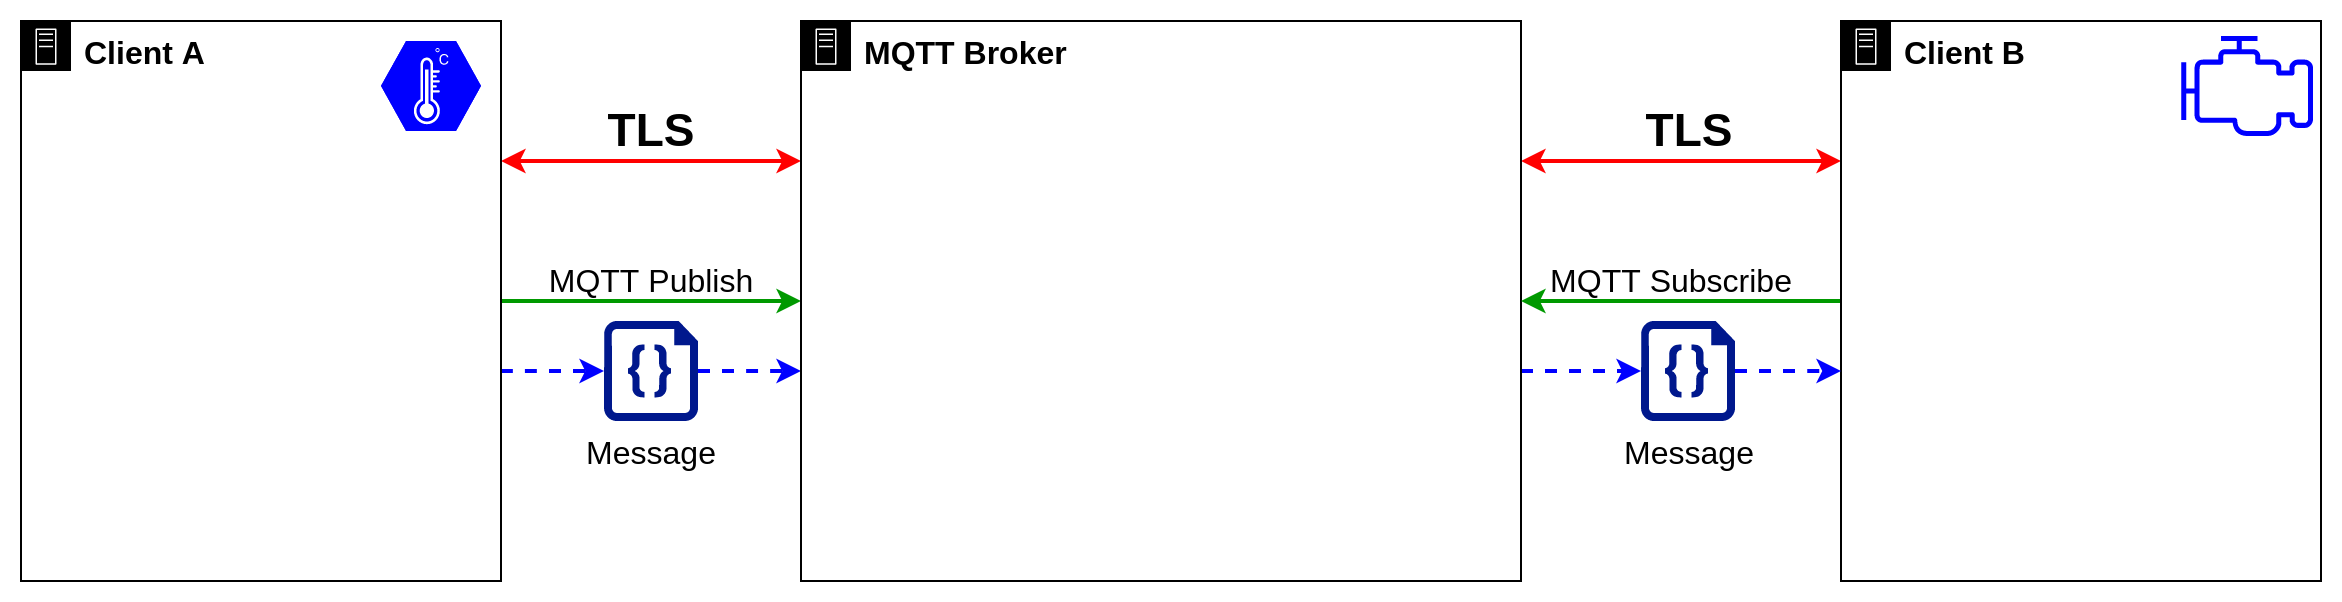 Client A
°C
TLS
MQTT Publish
{}
Message
MQTT Broker
TLS
MQTT Subscribe
{}
Message
Client B